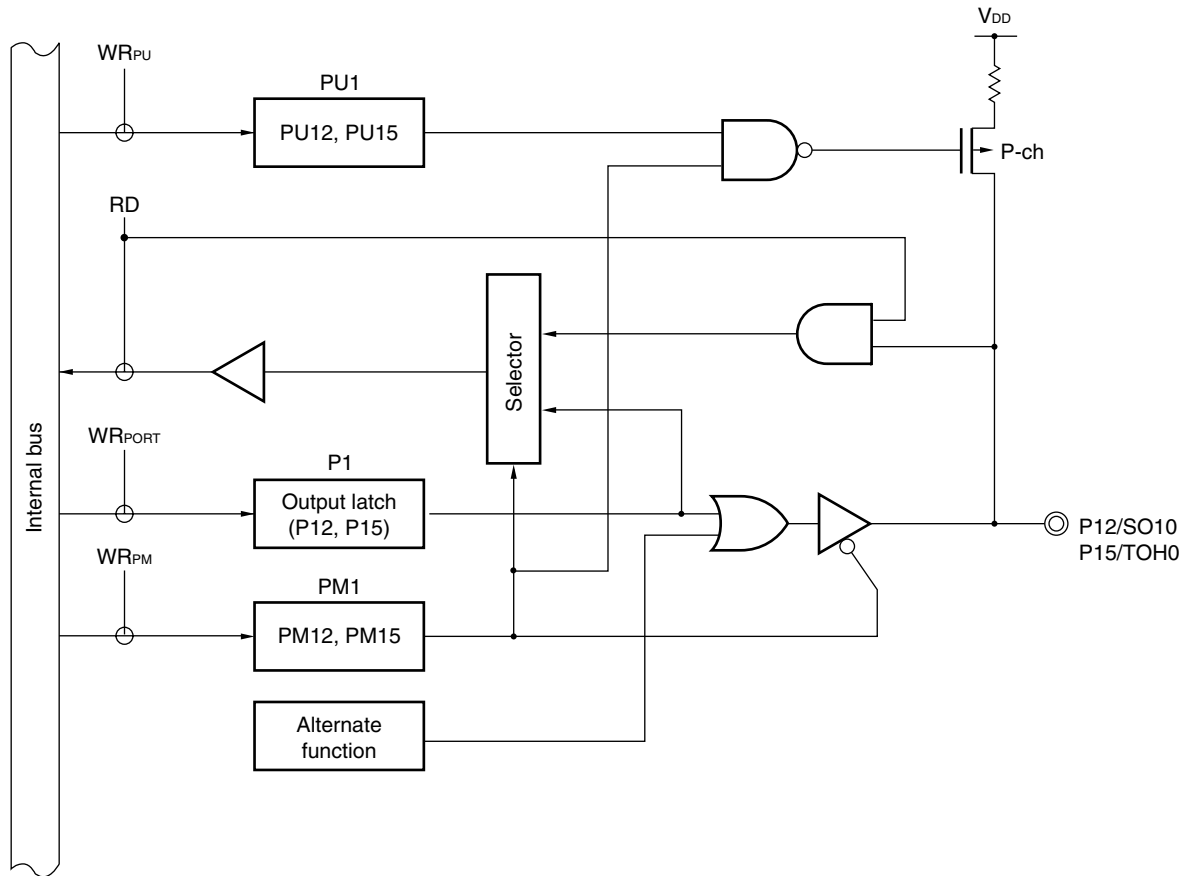 VDD
WRPU
PU1
PU12, PU15
P-ch
RD
Selector
Internal bus
WRPORT
P1
Output latch
(P12, P15)
P12/SO10
P15/TOH0
WRPM
PM1
PM12, PM15
Alternate
function